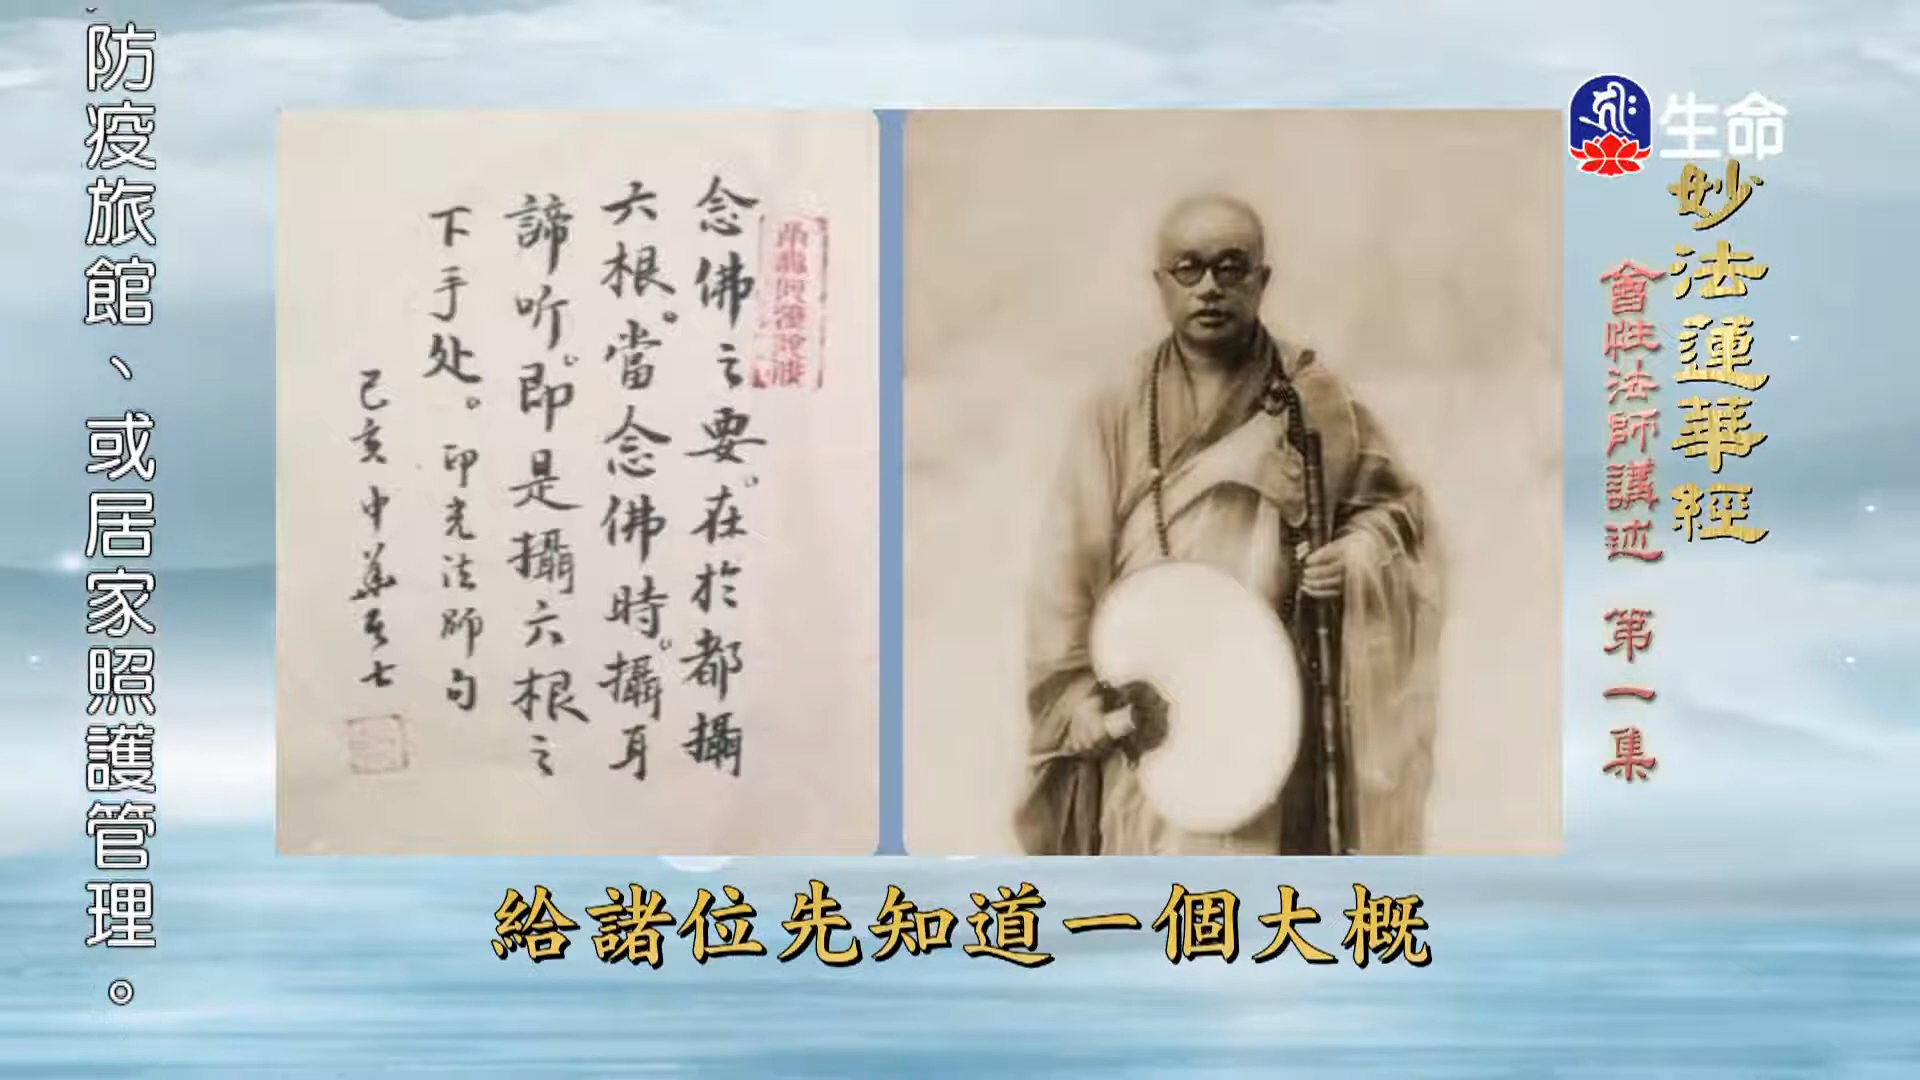 防疫旅館、或居家照護管理。
生命
妙法蓮華經
會性法師講述 第一集
念佛之要。在於都攝
六根。當念佛時。攝耳
諦听。即是攝六根之
下手处。印光法師句
己亥中華居士
給諸位先知道一個大概